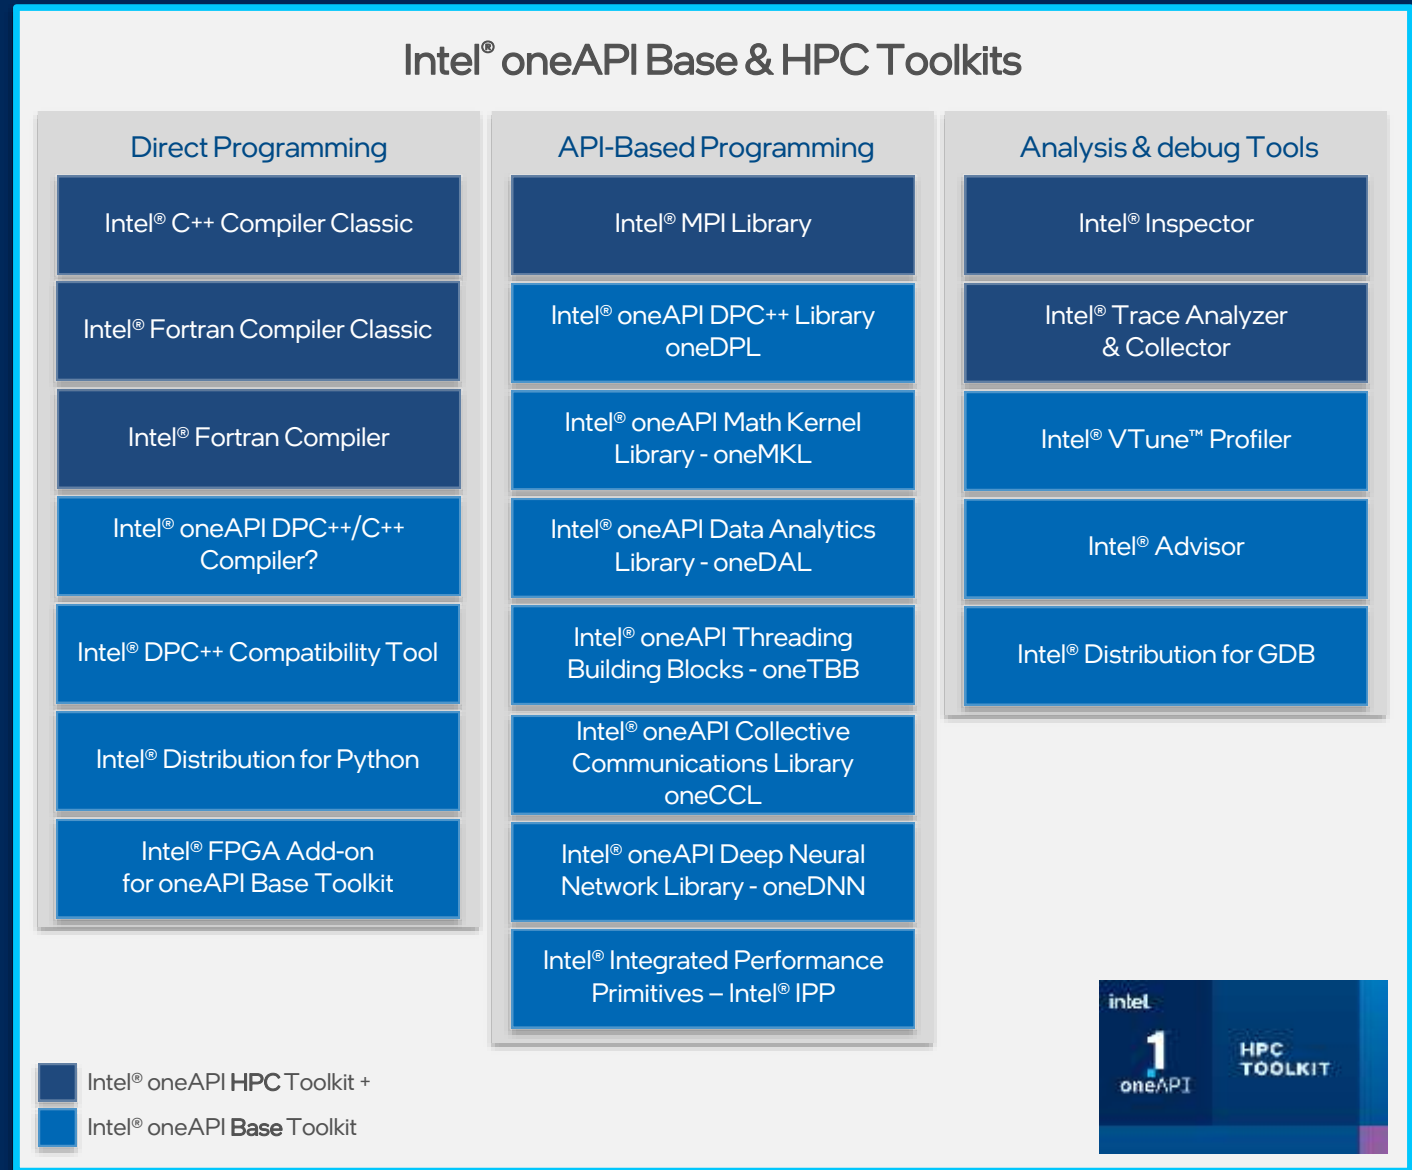 Intel® oneAPI Base & HPC Toolkits
Direct Programming
Intel® C++ Compiler Classic
Intel® Fortran Compiler Classic
Intel® Fortran Compiler
Intel® oneAPI DPC++/C++
Compiler?
Intel® DPC++ Compatibility Tool
Intel® Distribution for Python
Intel® FPGA Add-on
for oneAPI Base Toolkit
API-Based Programming
Intel® MPI Library
Intel® oneAPI DPC++ Library
oneDPL
Intel® oneAPI Math Kernel
Library - oneMKL
Intel® oneAPI Data Analytics
Library - oneDAL
Intel® oneAPI Threading
Building Blocks - oneTBB
Intel® oneAPI Collective
Communications Library
oneCCL
Intel® oneAPI Deep Neural
Network Library - oneDNN
Intel® Integrated Performance
Primitives – Intel® IPP
Analysis & debug Tools
Intel® Inspector
Intel® Trace Analyzer
& Collector
Intel® VTune™ Profiler
Intel® Advisor
Intel® Distribution for GDB
Intel® oneAPI HPC Toolkit +
Intel® oneAPI Base Toolkit
intel
1
oneAPI
HPC
TOOLKIT